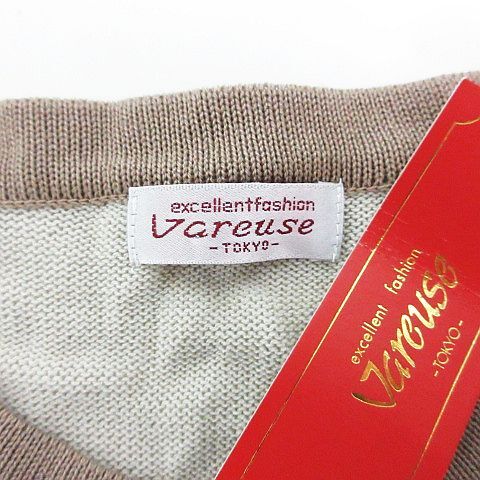 excellentfashion
Vareuse
-TOKYO-
excellent fashion
Vareuse
-TOKYO-